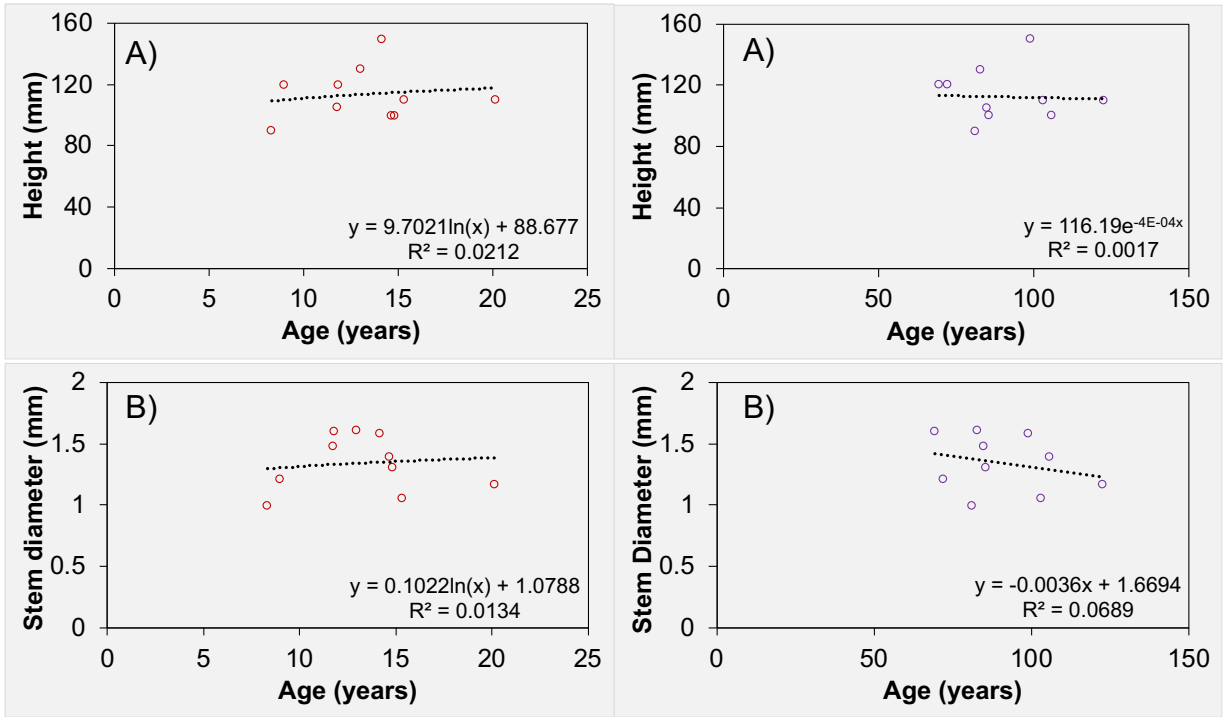 A)
Height (mm)
160
120
80
40
0
y = 9.7021ln(x) + 88.677
R² = 0.0212
0 5 10 15 20 25
Age (years)
A)
Height (mm)
160
120
80
40
0
y = 116.19e^-4E-04x
R² = 0.0017
0 50 100 150
Age (years)
B)
Stem diameter (mm)
2
1.5
1
0.5
0
y = 0.1022ln(x) + 1.0788
R² = 0.0134
0 5 10 15 20 25
Age (years)
B)
Stem Diameter (mm)
2
1.5
1
0.5
0
y = -0.0036x + 1.6694
R² = 0.0689
0 50 100 150
Age (years)